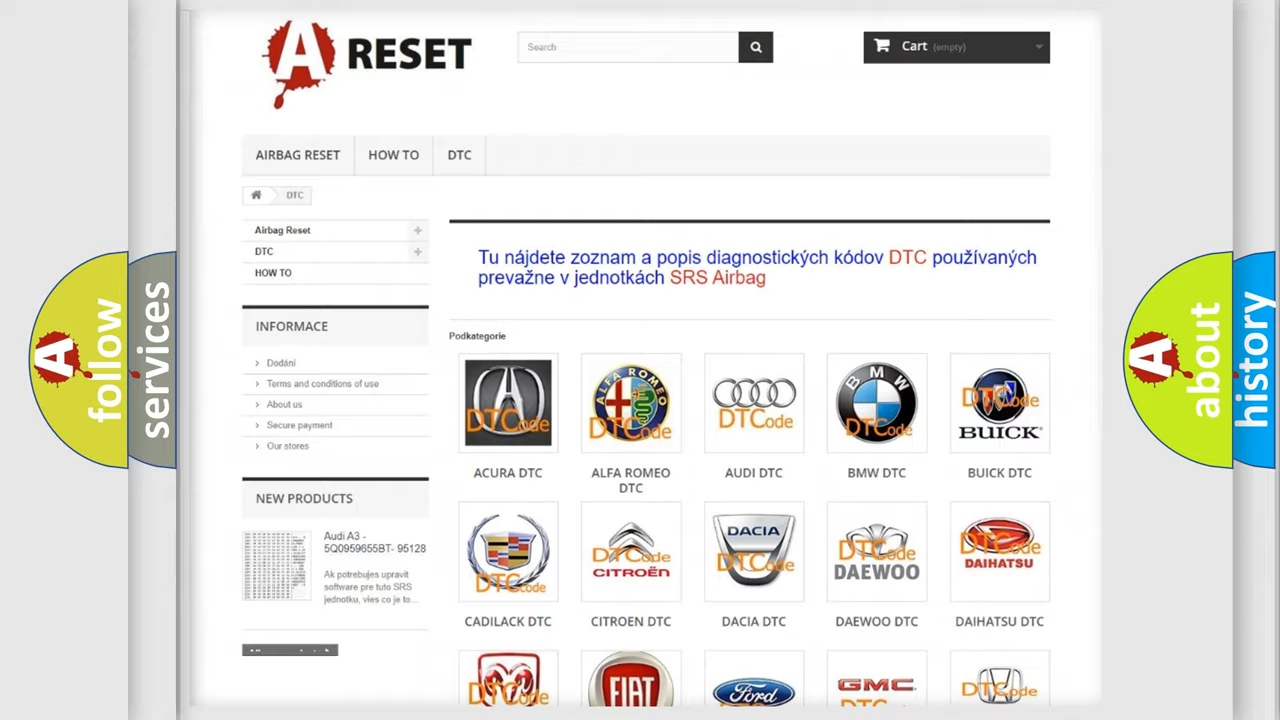 A RESET
Search
Cart (empty)
AIRBAG RESET
HOW TO
DTC
DTC
Airbag Reset
DTC
HOW TO
INFORMACE
Dodání
Terms and conditions of use
About us
Secure payment
Our stores
NEW PRODUCTS
Audi A3 -
5Q0959655BT- 95128
Ak potrebujes upravit
software pre tuto SRS
jednotku, vies co je to...
Tu nájdete zoznam a popis diagnostických kódov DTC používaných
prevažne v jednotkách SRS Airbag
Podkategorie
DTCode
ALFA ROMEO
DTCode
DTCode
BMW
DTCode
DTCode
BUICK
ACURA DTC
ALFA ROMEO
DTC
AUDI DTC
BMW DTC
BUICK DTC
DTCode
DTCode
CITROËN
DACIA
DTCode
DTCode
DAEWOO
DTCode
DAIHATSU
CADILACK DTC
CITROEN DTC
DACIA DTC
DAEWOO DTC
DAIHATSU DTC
DTCode
FIAT
Ford
GMC
DTCode
A
follow
services
A
about
history